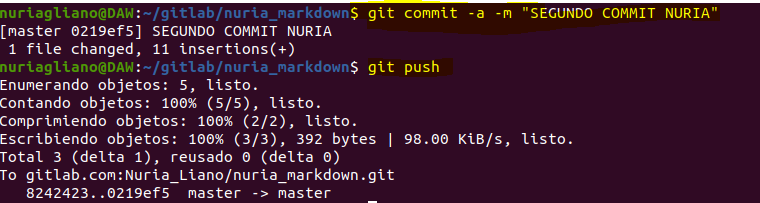 nuriagliano@DAW:~/gitlab/nuria_markdown$ git commit -a -m "SEGUNDO COMMIT NURIA"
[master 0219ef5] SEGUNDO COMMIT NURIA
 1 file changed, 11 insertions(+)
nuriagliano@DAW:~/gitlab/nuria_markdown$ git push
Enumerando objetos: 5, listo.
Contando objetos: 100% (5/5), listo.
Comprimiendo objetos: 100% (2/2), listo.
Escribiendo objetos: 100% (3/3), 392 bytes | 98.00 KiB/s, listo.
Total 3 (delta 1), reusado 0 (delta 0)
To gitlab.com:Nuria_Liano/nuria_markdown.git
   8242423..0219ef5  master -> master